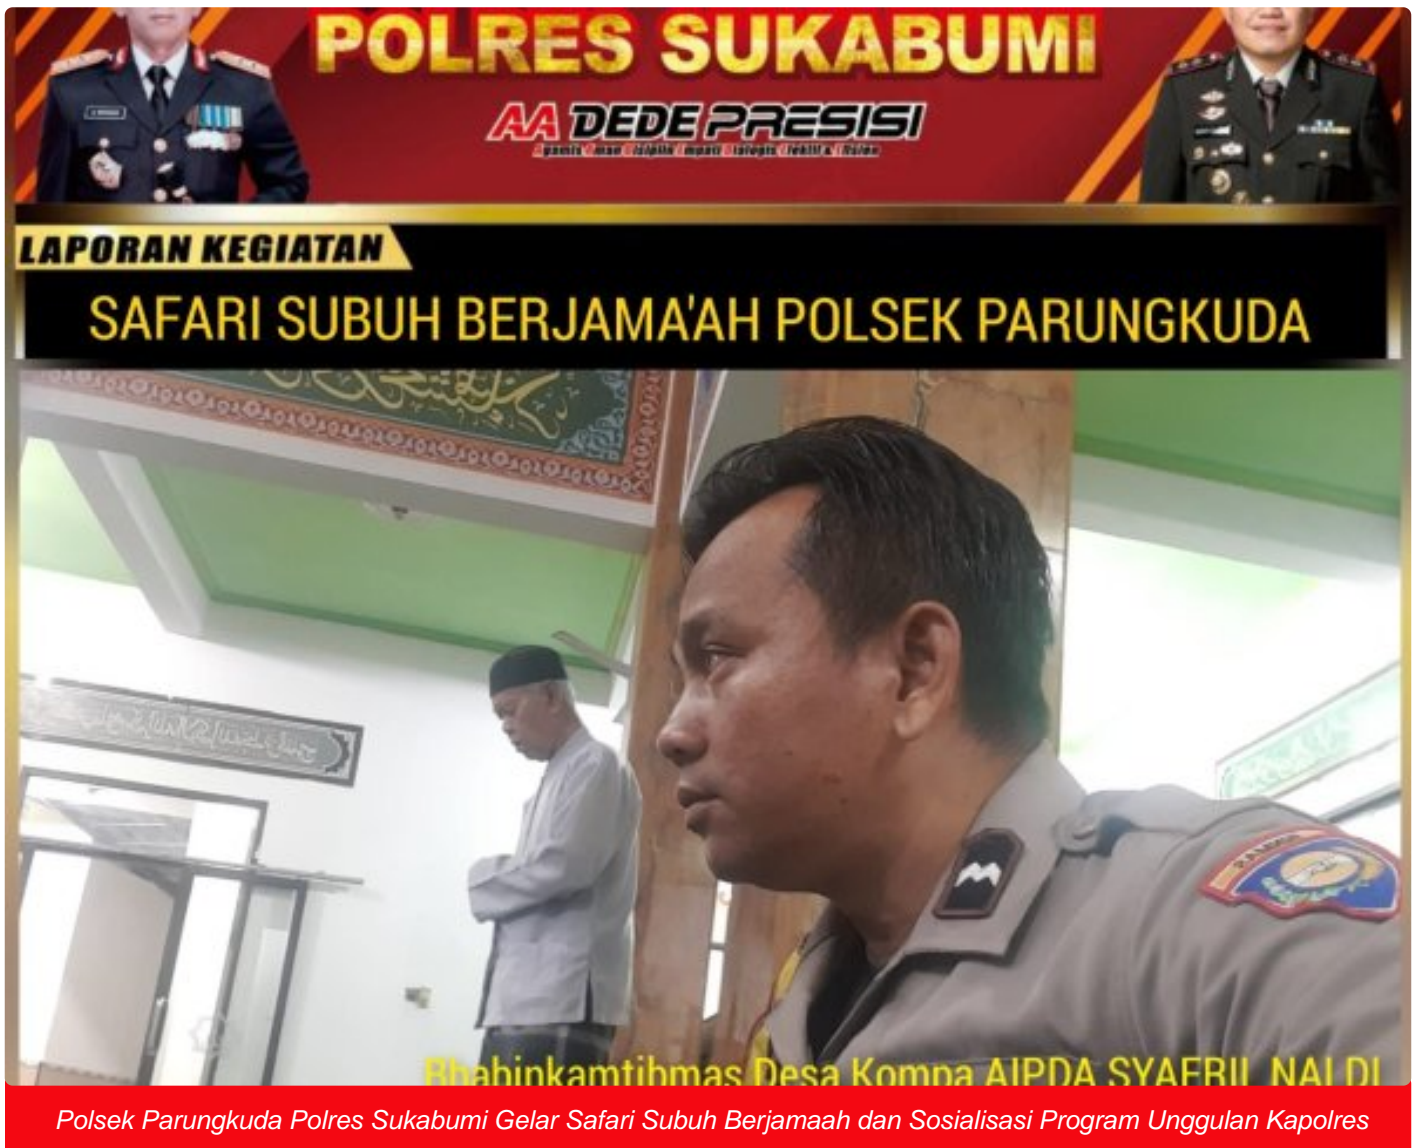 POLRES SUKABUMI
AA DEDE PRESISI
LAPORAN KEGIATAN
SAFARI SUBUH BERJAMA'AH POLSEK PARUNGKUDA
Bhabinkamtibmas Desa Kompa AIPDA SYAFRIL NALDI
Polsek Parungkuda Polres Sukabumi Gelar Safari Subuh Berjamaah dan Sosialisasi Program Unggulan Kapolres